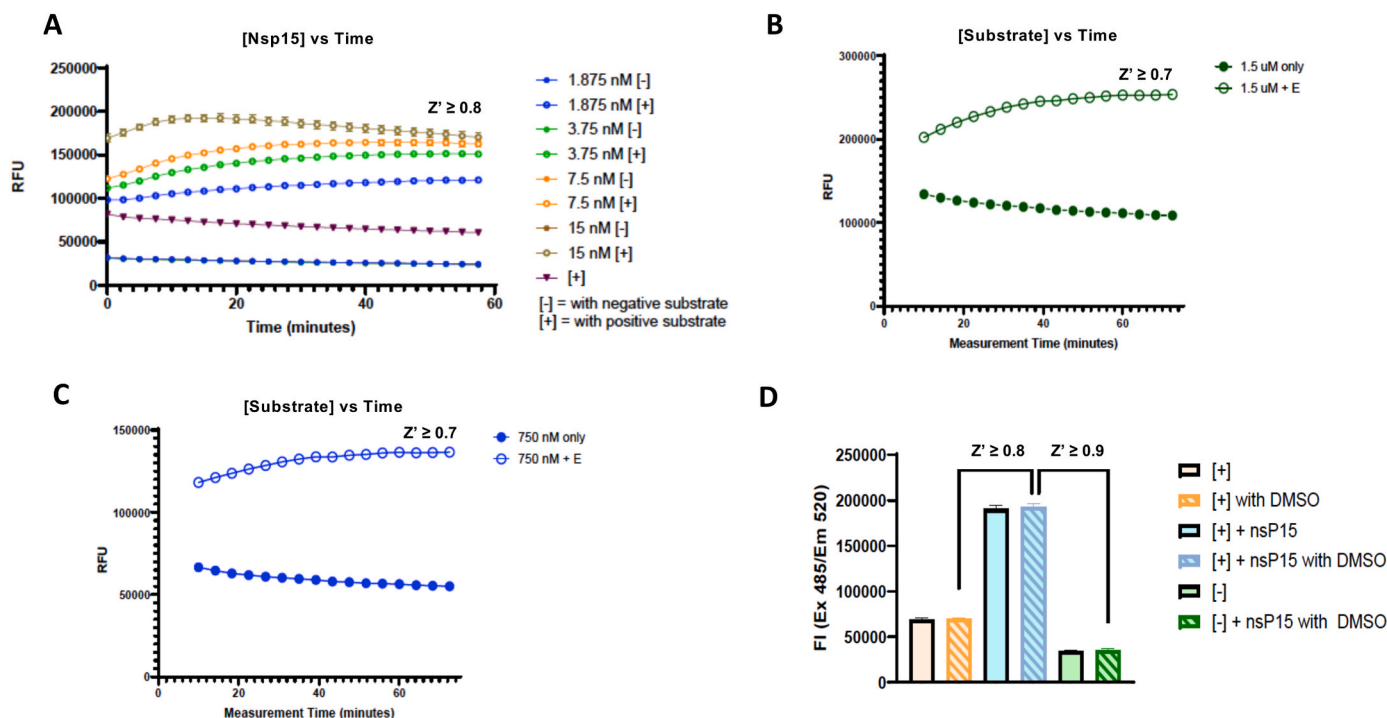 A
[Nsp15] vs Time
250000
200000
150000
100000
50000
0
RFU
Z' ≥ 0.8
0
20
40
60
Time (minutes)
1.875 nM [-]
1.875 nM [+]
3.75 nM [-]
3.75 nM [+]
7.5 nM [-]
7.5 nM [+]
15 nM [-]
15 nM [+]
[+]
[-] = with negative substrate
[+] = with positive substrate
B
[Substrate] vs Time
300000
200000
100000
0
RFU
Z' ≥ 0.7
0
20
40
60
Measurement Time (minutes)
1.5 uM only
1.5 uM + E
C
[Substrate] vs Time
150000
100000
50000
0
RFU
Z' ≥ 0.7
0
20
40
60
Measurement Time (minutes)
750 nM only
750 nM + E
D
250000
200000
150000
100000
50000
0
FI (Ex 485/Em 520)
Z' ≥ 0.8
Z' ≥ 0.9
[+]
[+] with DMSO
[+] + nsP15
[+] + nsP15 with DMSO
[-]
[-] + nsP15 with DMSO